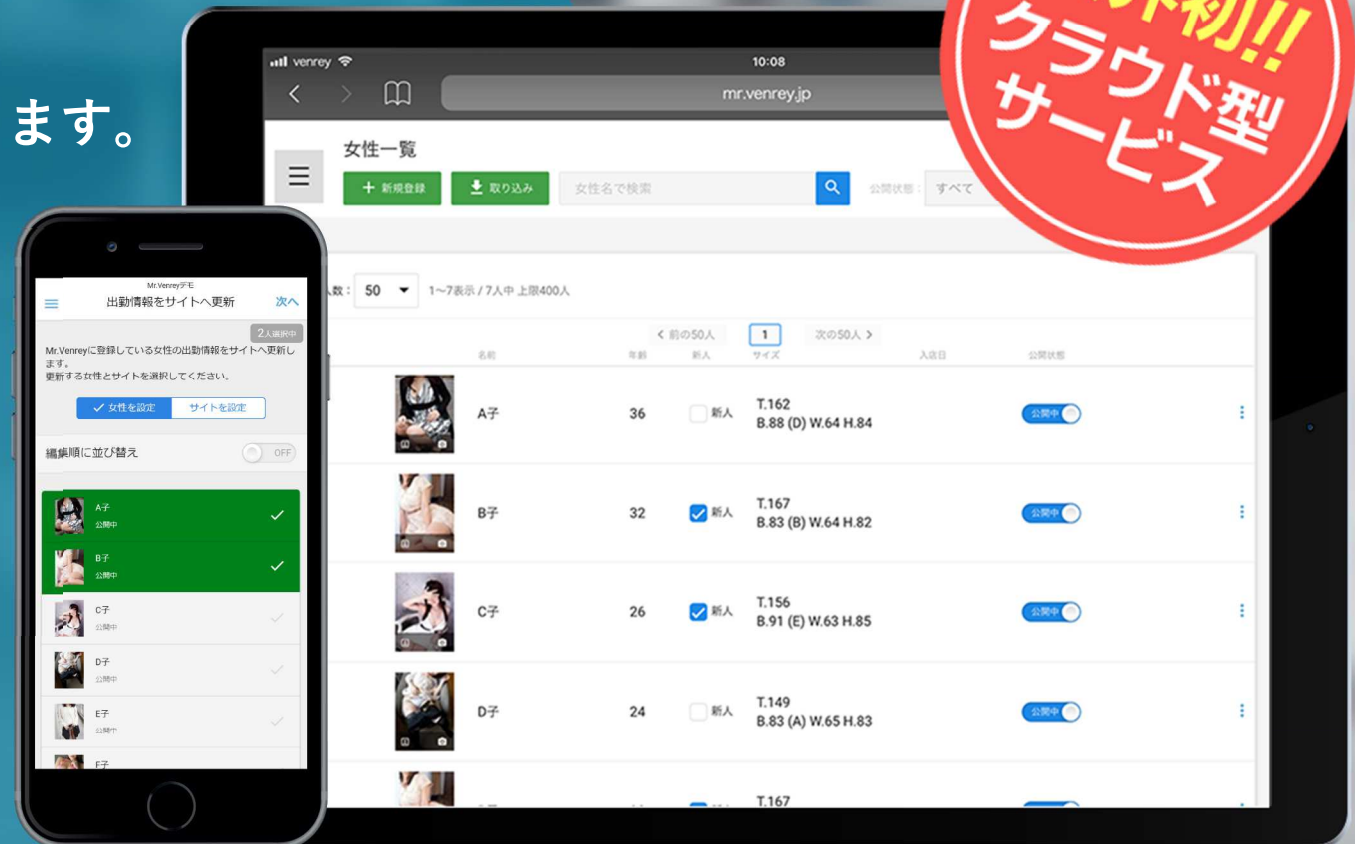 ます。
初!!
クラウド型
サービス
venrey
10:08
mr.venrey.jp
女性一覧
+ 新規登録
取り込み
女性名で検索
公開状態:
すべて
数:
50
1~7表示 / 7人中 上限400人
前の50人
1
次の50人
名前
年齢
新人
サイズ
入店日
公開状態
A子
36
新人
T.162
B.88 (D) W.64 H.84
公開中
B子
32
新人
T.167
B.83 (B) W.64 H.82
公開中
C子
26
新人
T.156
B.91 (E) W.63 H.85
公開中
D子
24
新人
T.149
B.83 (A) W.65 H.83
公開中
T.167
Mr.Venreyデモ
出勤情報をサイトへ更新
次へ
2人選択中
Mr.Venreyに登録している女性の出勤情報をサイトへ更新し
ます。
更新する女性とサイトを選択してください。
女性を設定
サイトを設定
編集順に並び替え
OFF
A子
公開中
B子
公開中
C子
公開中
D子
公開中
E子
公開中
F子